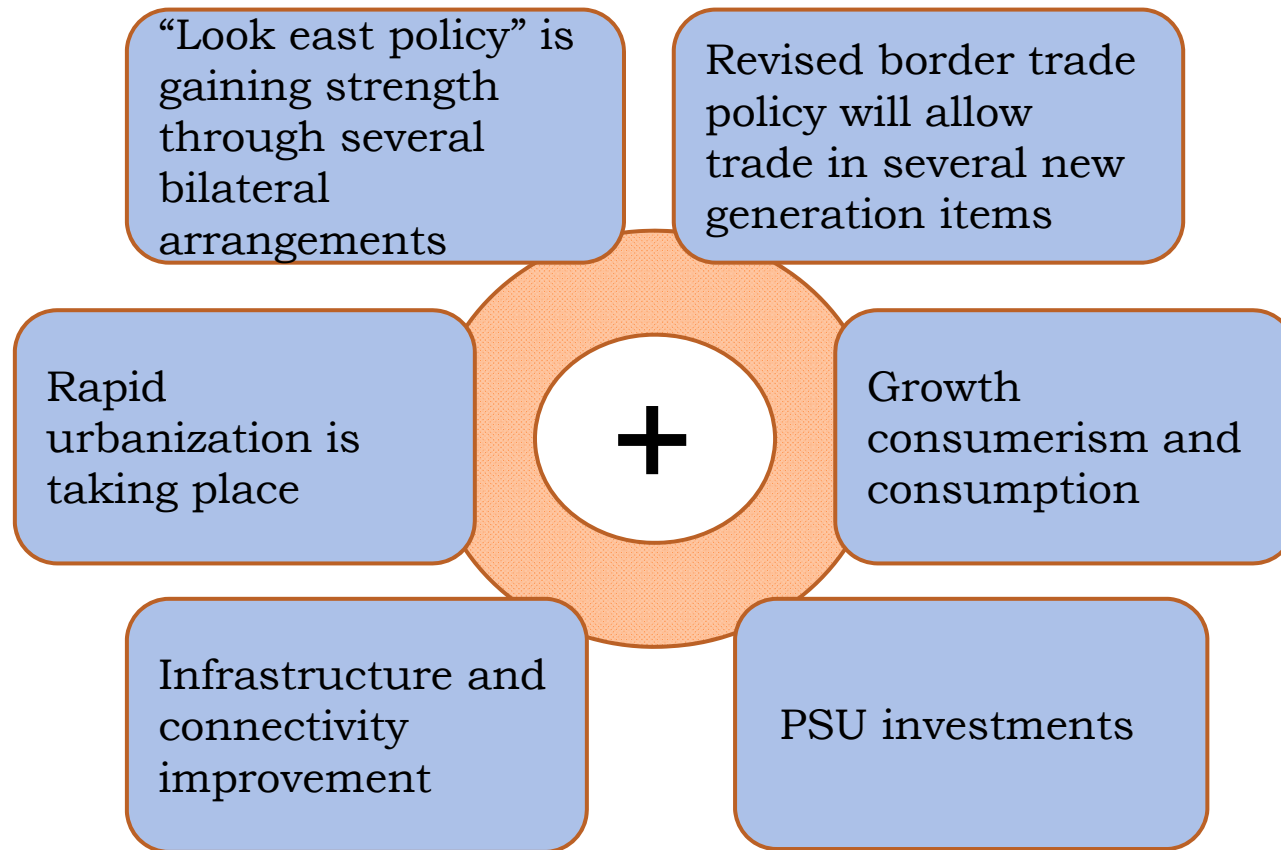 “Look east policy” is
gaining strength
through several
bilateral
arrangements
Revised border trade
policy will allow
trade in several new
generation items
Rapid
urbanization is
taking place
+
Growth
consumerism and
consumption
Infrastructure and
connectivity
improvement
PSU investments